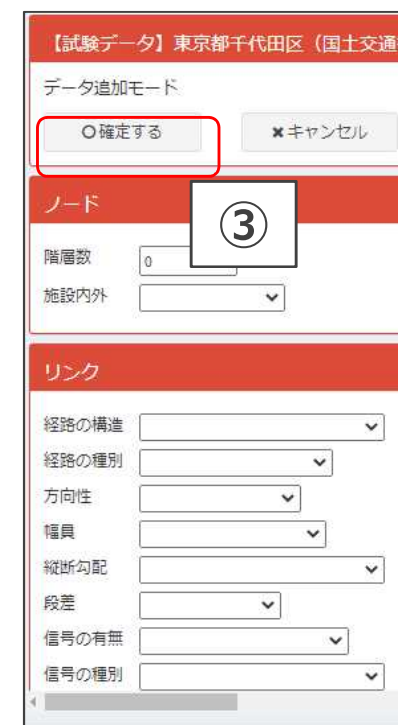 【試験データ】東京都千代田区（国土交通
データ追加モード
○確定する ✖キャンセル
ノード
③
階層数 0
施設内外
リンク
経路の構造
経路の種別
方向性
幅員
縦断勾配
段差
信号の有無
信号の種別